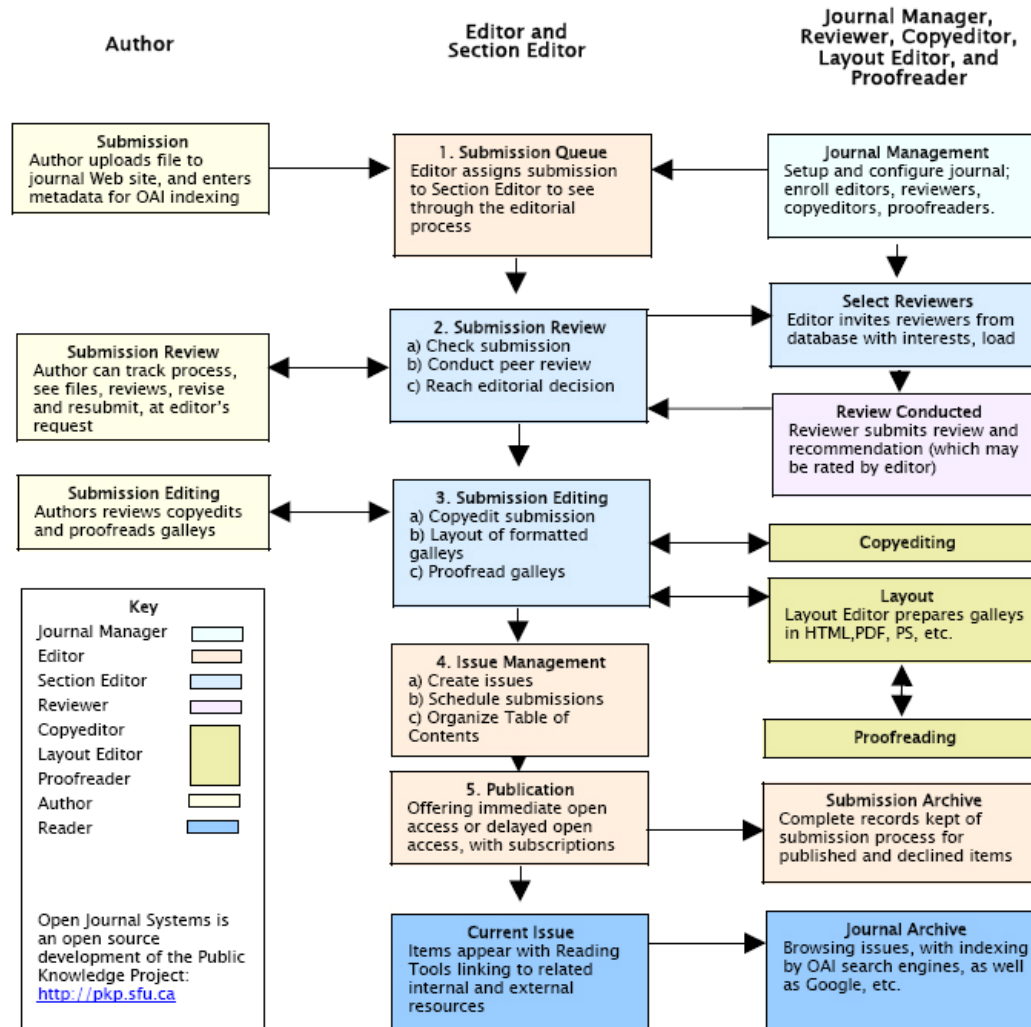 Author
Editor and
Section Editor
Journal Manager,
Reviewer, Copyeditor,
Layout Editor, and
Proofreader
Submission
Author uploads file to
journal Web site, and enters
metadata for OAI indexing
1. Submission Queue
Editor assigns submission
to Section Editor to see
through the editorial
process
Journal Management
Setup and configure journal;
enroll editors, reviewers,
copyeditors, proofreaders.
Submission Review
Author can track process,
see files, reviews, revise
and resubmit, at editor's
request
2. Submission Review
a) Check submission
b) Conduct peer review
c) Reach editorial decision
Select Reviewers
Editor invites reviewers from
database with interests, load
Review Conducted
Reviewer submits review and
recommendation (which may
be rated by editor)
Submission Editing
Authors reviews copyedits
and proofreads galleys
3. Submission Editing
a) Copyedit submission
b) Layout of formatted
galleys
c) Proofread galleys
Copyediting
Layout
Layout Editor prepares galleys
in HTML,PDF, PS, etc.
Proofreading
Key
Journal Manager
Editor
Section Editor
Reviewer
Copyeditor
Layout Editor
Proofreader
Author
Reader
Open Journal Systems is
an open source
development of the Public
Knowledge Project:
http://pkp.sfu.ca
4. Issue Management
a) Create issues
b) Schedule submissions
c) Organize Table of
Contents
5. Publication
Offering immediate open
access or delayed open
access, with subscriptions
Submission Archive
Complete records kept of
submission process for
published and declined items
Current Issue
Items appear with Reading
Tools linking to related
internal and external
resources
Journal Archive
Browsing issues, with indexing
by OAI search engines, as well
as Google, etc.